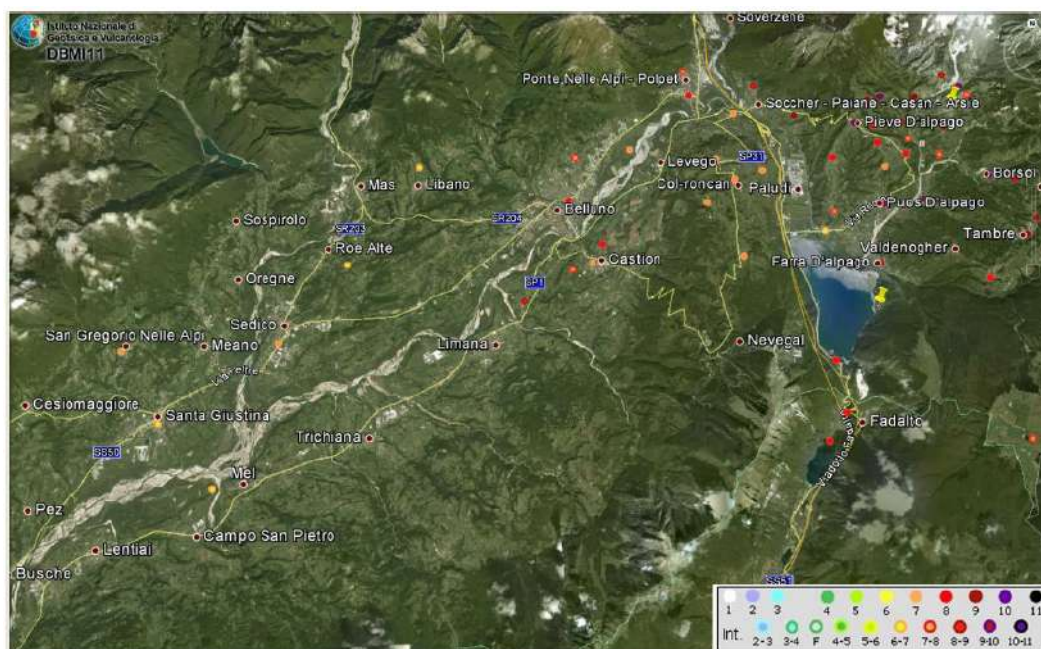 Istituto Nazionale di
Geofisica e Vulcanologia
DBMI11
Soverzene
Ponte Nelle Alpi - Polpet
Soccher - Paiane - Casan - Arsie
Pieve D'alpago
Levego
SP31
Mas
Libano
Col-roncan
Paludi
Borsoi
Belluno
Puos D'alpago
Sospirolo
SR204
SR203
Tambre
Roe Alte
Castion
Valdenogher
Farra D'alpago
Oregne
SP1
Sedico
San Gregorio Nelle Alpi
Meano
Limana
Nevegal
Cesiomaggiore
Santa Giustina
Fadalto
Trichiana
SS50
Mel
Pez
Campo San Pietro
Lentiai
Busche
SS51
1 2 3 4 5 6 7 8 9 10 11
Int. 2-3 3-4 F 4-5 5-6 6-7 7-8 8-9 9-10 10-11